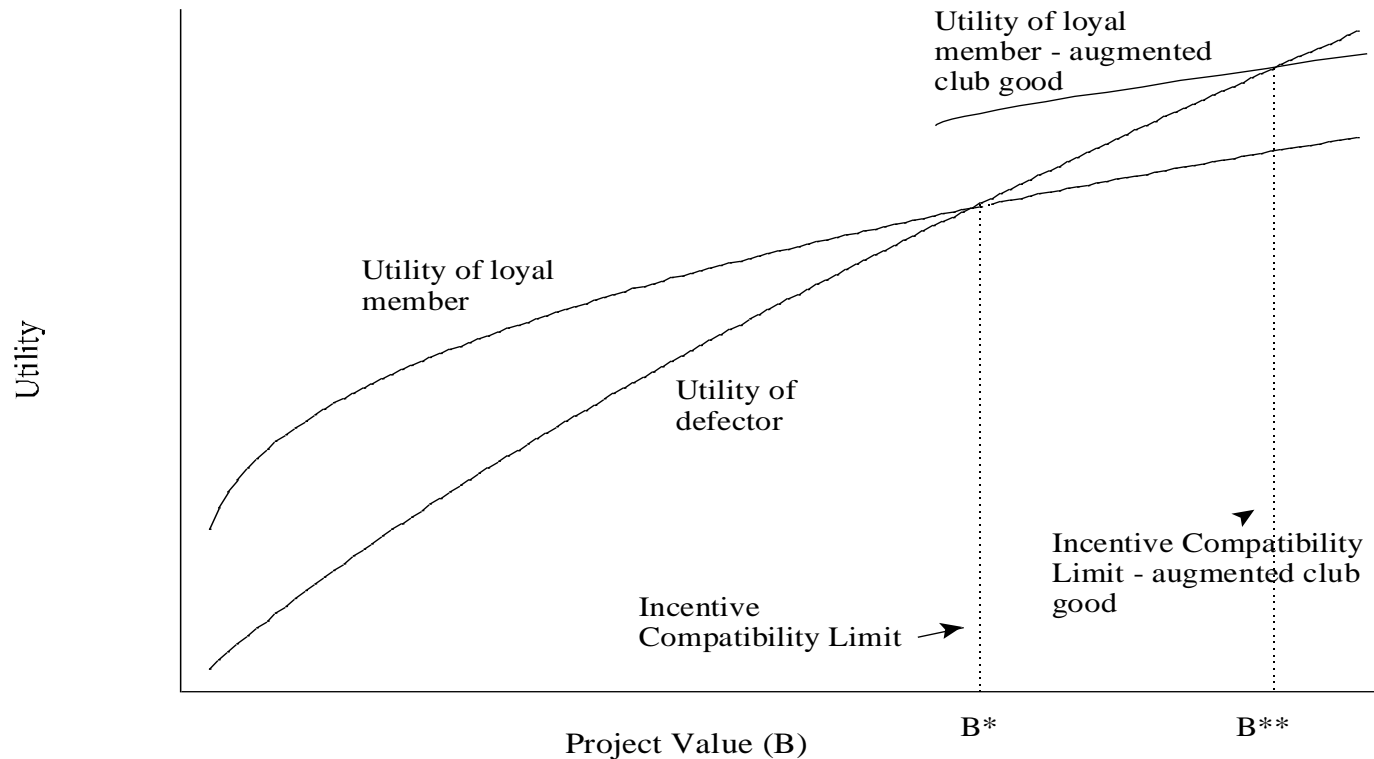 Utility of loyal
member - augmented
club good
Utility of loyal
member
Utility
Utility of
defector
Incentive Compatibility
Limit - augmented club
good
Incentive
Compatibility Limit
B*
B**
Project Value (B)